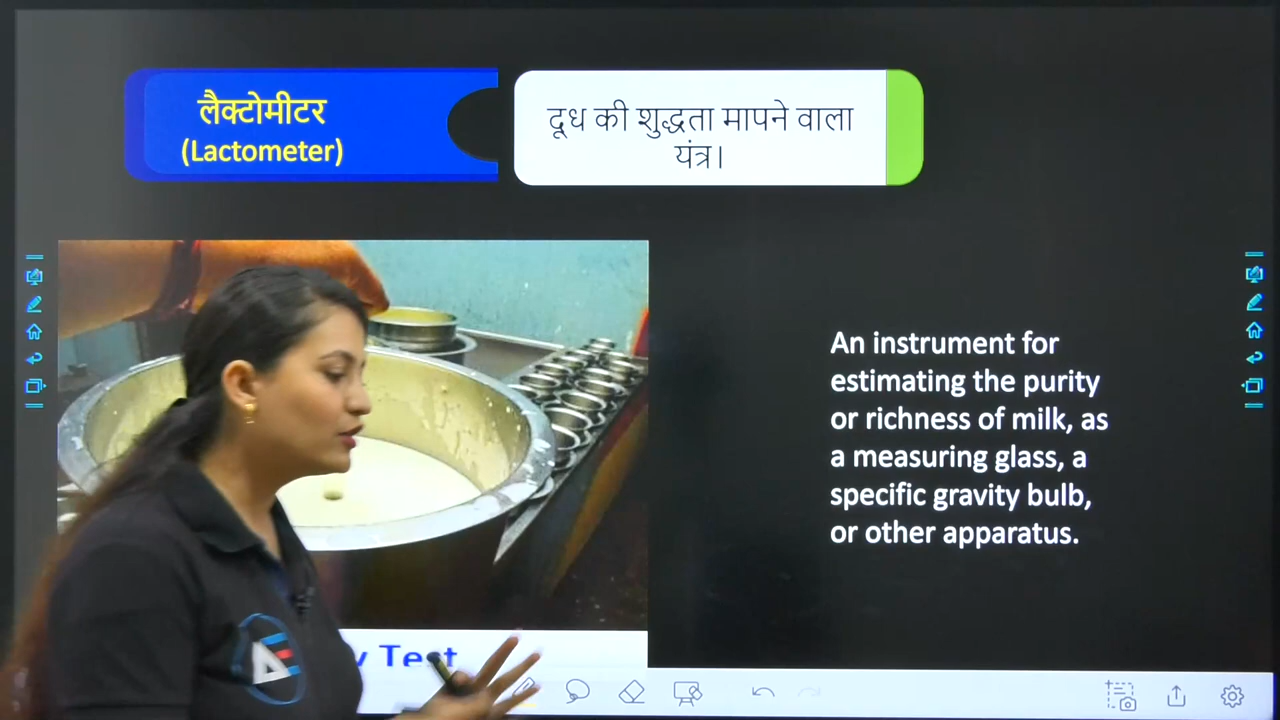 लैक्टोमीटर
(Lactometer)
दूध की शुद्धता मापने वाला
यंत्र।
An instrument for
estimating the purity
or richness of milk, as
a measuring glass, a
specific gravity bulb,
or other apparatus.
Test